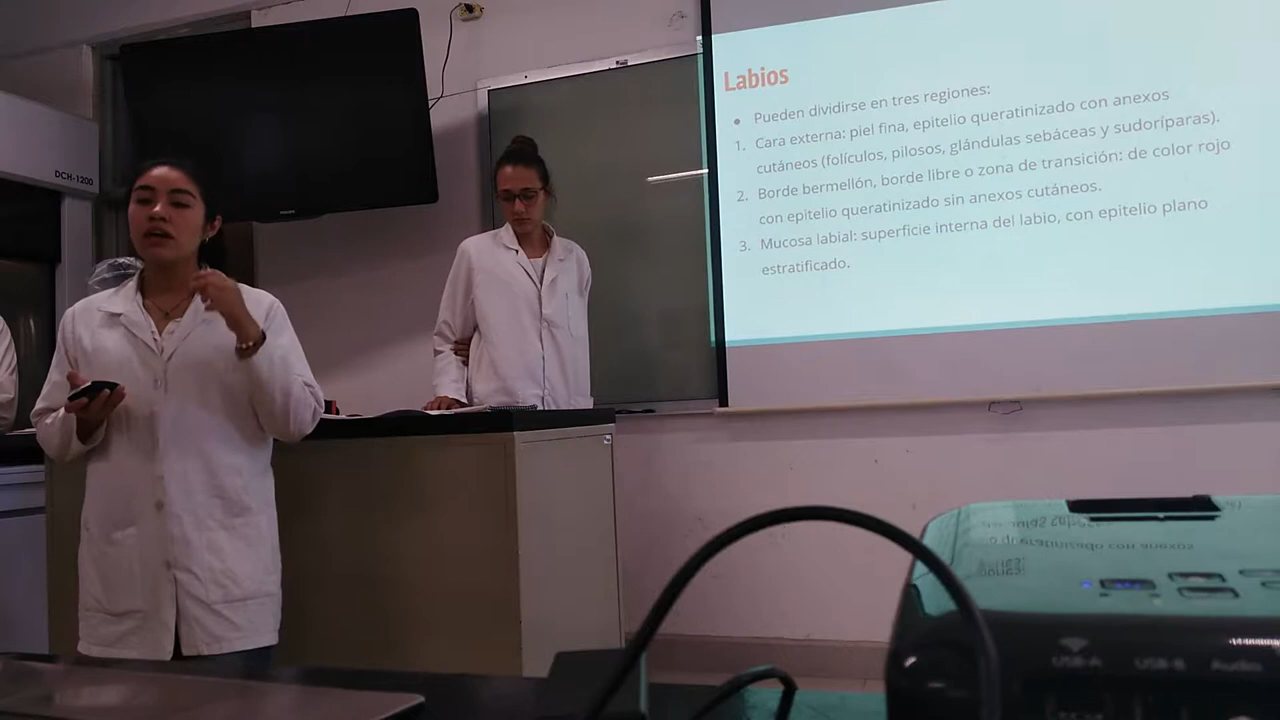 Labios
● Pueden dividirse en tres regiones:
1. Cara externa: piel fina, epitelio queratinizado con anexos
cutáneos (folículos, pilosos, glándulas sebáceas y sudoríparas).
2. Borde bermellón, borde libre o zona de transición: de color rojo
con epitelio queratinizado sin anexos cutáneos.
3. Mucosa labial: superficie interna del labio, con epitelio plano
estratificado.
DCH-1200
PHILIPS
USB-A USB-B Audio